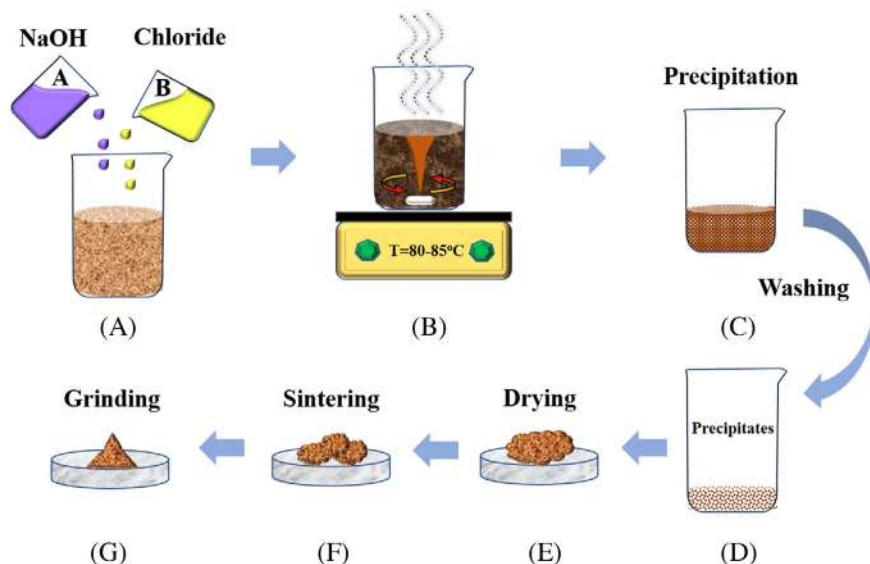 NaOH
Chloride
A
B
(A)
T=80-85°C
(B)
Precipitation
(C)
Washing
Grinding
(G)
Sintering
(F)
Drying
(E)
Precipitates
(D)